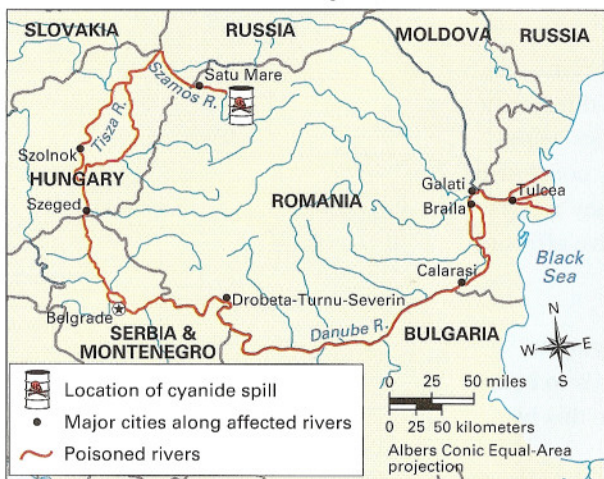 SLOVAKIA
RUSSIA
MOLDOVA
RUSSIA
Satu Mare
Szamos R.
Tisza R.
Szolnok
HUNGARY
Szeged
ROMANIA
Galati
Tulcea
Braila
Black
Sea
Calarasi
Drobeta-Turnu-Severin
Belgrade
SERBIA &
MONTENEGRO
Danube R.
BULGARIA
N
W E
S
Location of cyanide spill
Major cities along affected rivers
Poisoned rivers
0 25 50 miles
0 25 50 kilometers
Albers Conic Equal-Area
projection